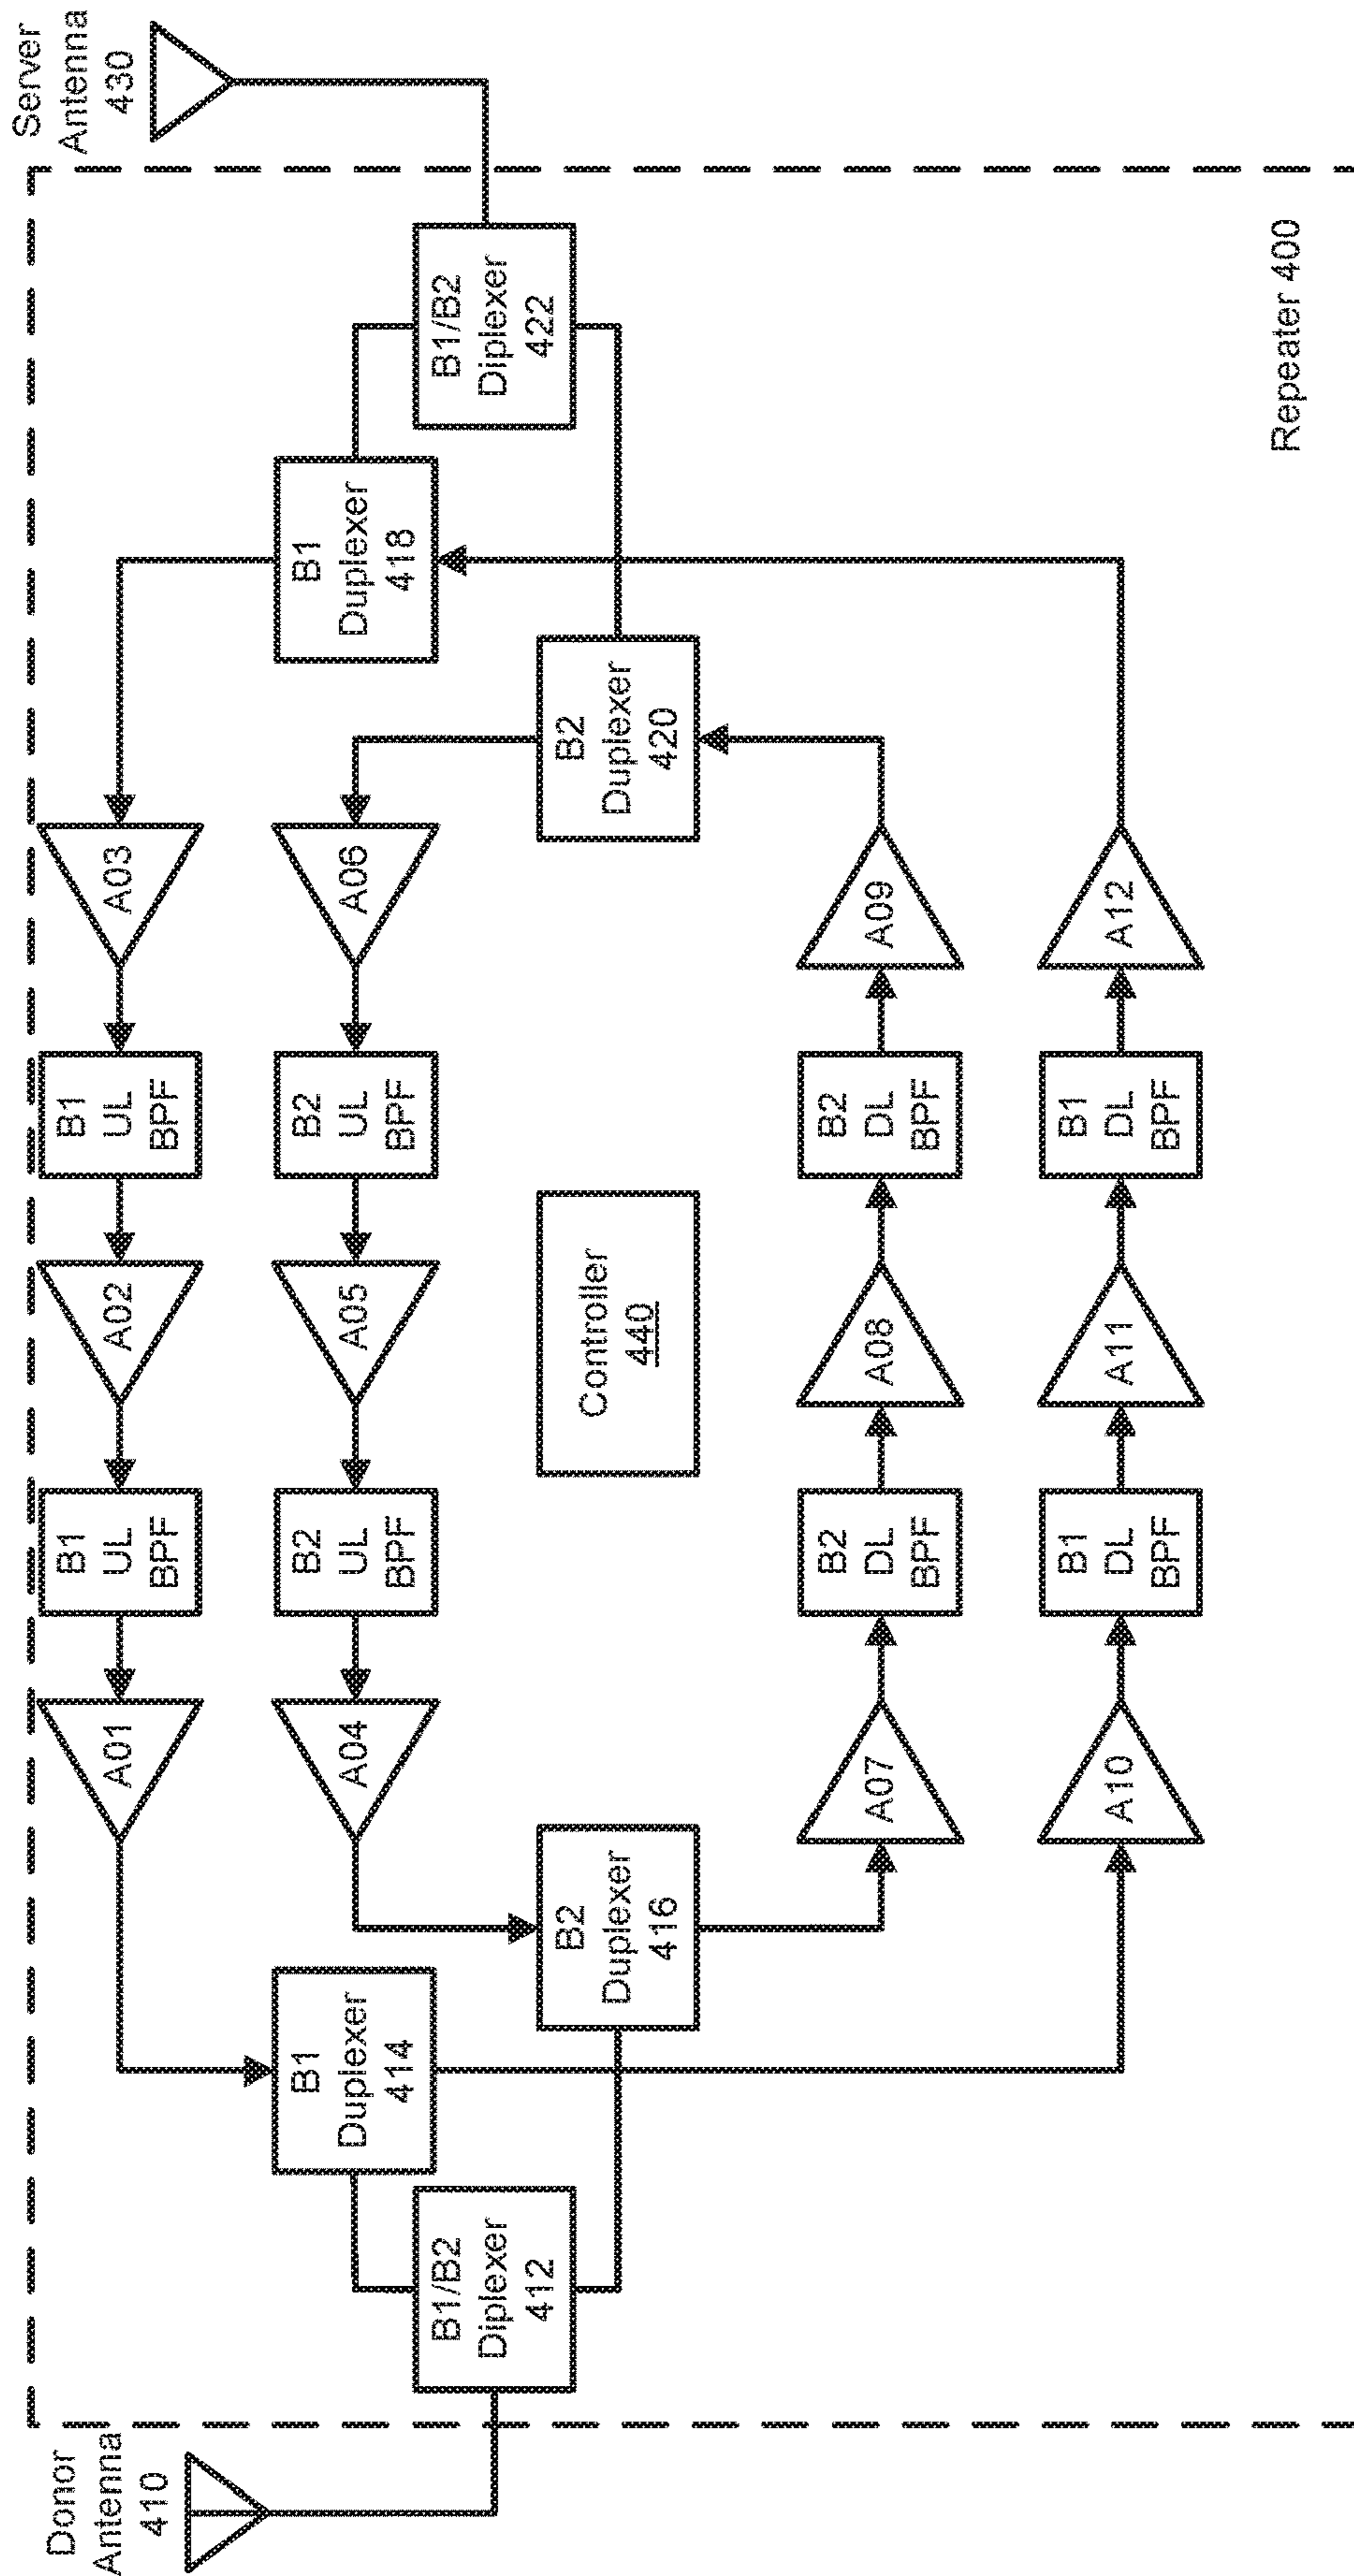 Donor
Antenna
410
Server
Antenna
430
A01
B1
UL
BPF
A02
B1
UL
BPF
A03
A04
B2
UL
BPF
A05
B2
UL
BPF
A06
B1
Duplexer
414
B1
Duplexer
418
B1/B2
Diplexer
412
B1/B2
Diplexer
422
B2
Duplexer
416
Controller
440
B2
Duplexer
420
A07
B2
DL
BPF
A08
B2
DL
BPF
A09
A10
B1
DL
BPF
A11
B1
DL
BPF
A12
Repeater 400